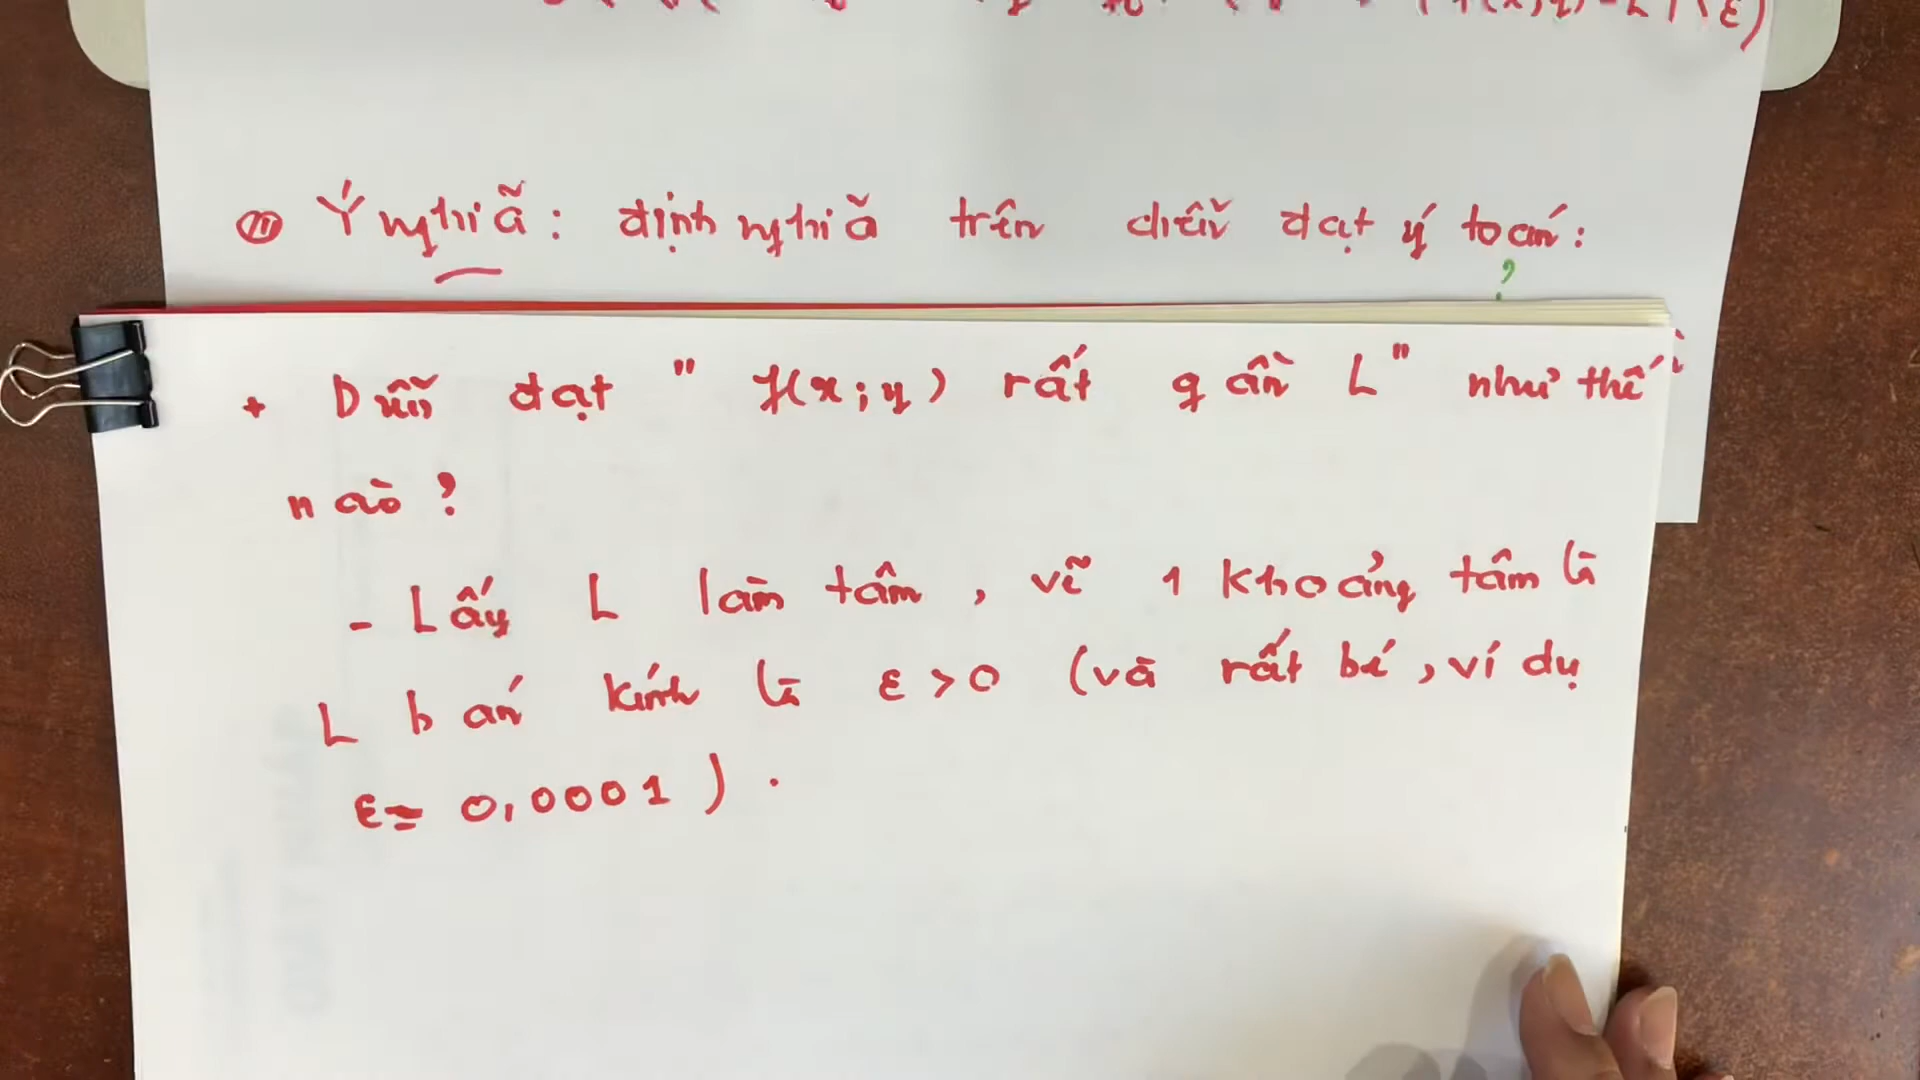 (f(x;y)-L|<ε)
Ý nghĩa: định nghĩa trên diễn đạt ý toán:
+ Diễn đạt " f(x;y) rất gần L" như thế
nào?
- Lấy L làm tâm, vẽ 1 khoảng tâm là
L bán kính là ε>0 (và rất bé, ví dụ
ε= 0,0001).